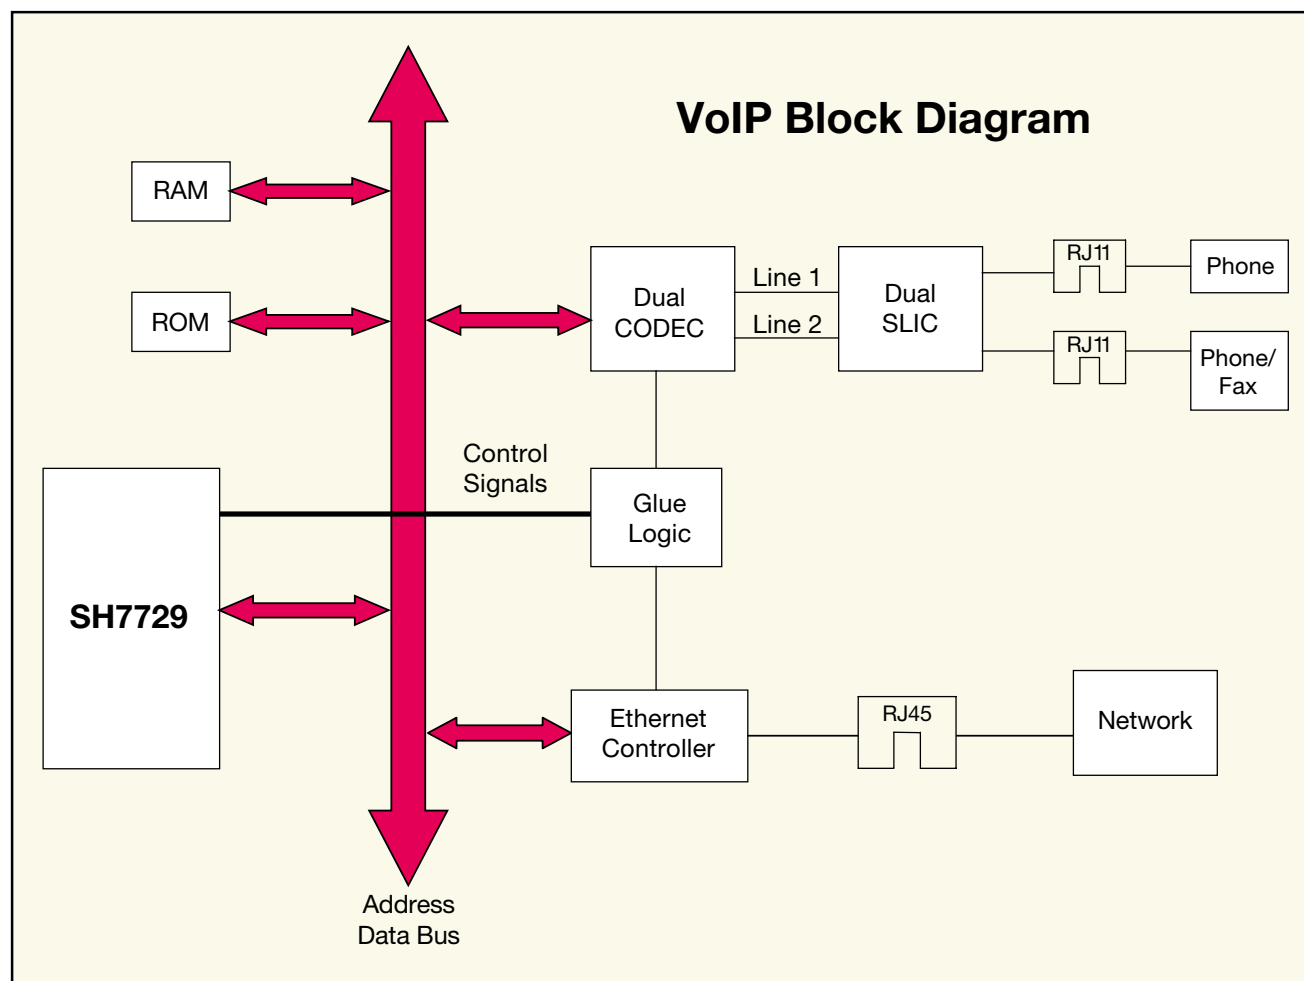 VoIP Block Diagram
RAM
ROM
Dual
CODEC
Line 1
Line 2
Dual
SLIC
RJ11
Phone
RJ11
Phone/
Fax
Control
Signals
Glue
Logic
SH7729
Ethernet
Controller
RJ45
Network
Address
Data Bus